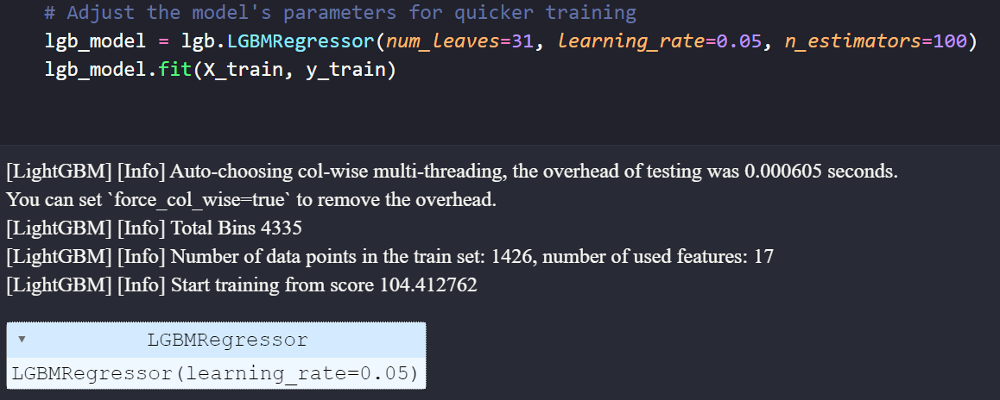 # Adjust the model's parameters for quicker training
lgb_model = lgb.LGBMRegressor(num_leaves=31, learning_rate=0.05, n_estimators=100)
lgb_model.fit(X_train, y_train)
[LightGBM] [Info] Auto-choosing col-wise multi-threading, the overhead of testing was 0.000605 seconds.
You can set `force_col_wise=true` to remove the overhead.
[LightGBM] [Info] Total Bins 4335
[LightGBM] [Info] Number of data points in the train set: 1426, number of used features: 17
[LightGBM] [Info] Start training from score 104.412762
▾ LGBMRegressor
LGBMRegressor(learning_rate=0.05)